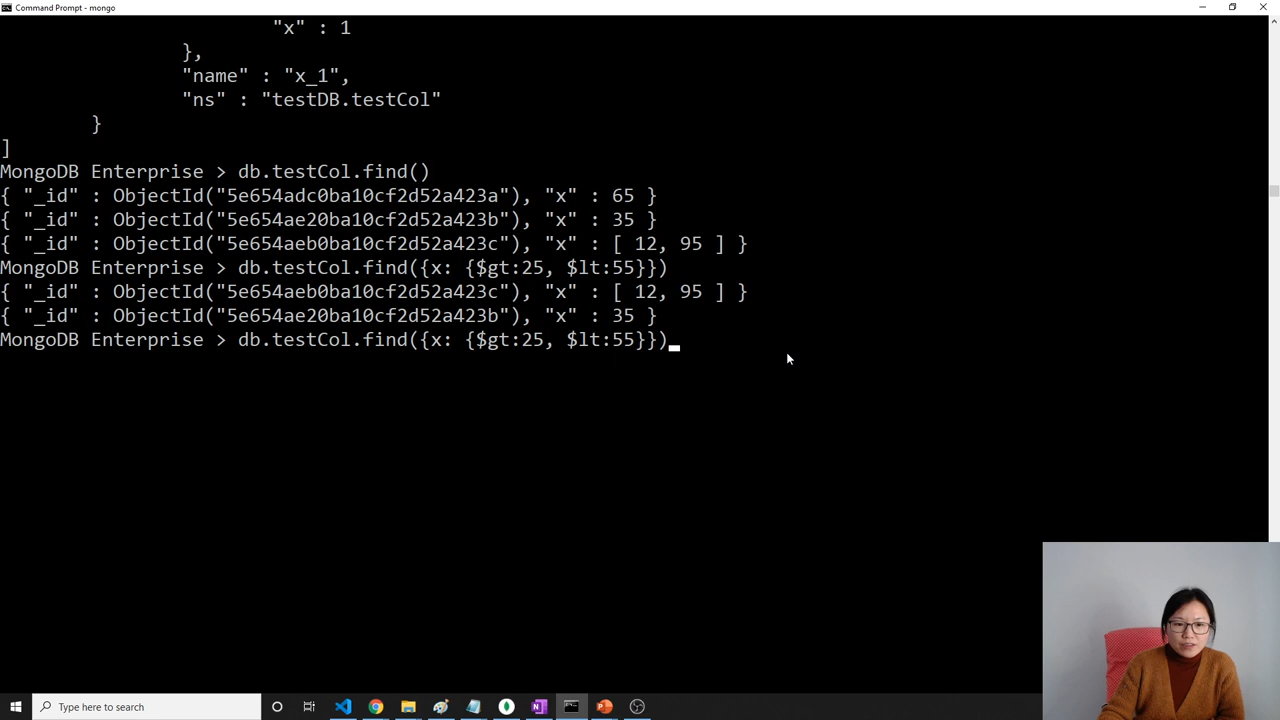 Command Prompt - mongo
"x" : 1
},
"name" : "x_1",
"ns" : "testDB.testCol"
}
]
MongoDB Enterprise > db.testCol.find()
{ "_id" : ObjectId("5e654adc0ba10cf2d52a423a"), "x" : 65 }
{ "_id" : ObjectId("5e654ae20ba10cf2d52a423b"), "x" : 35 }
{ "_id" : ObjectId("5e654aeb0ba10cf2d52a423c"), "x" : [ 12, 95 ] }
MongoDB Enterprise > db.testCol.find({x: {$gt:25, $lt:55}})
{ "_id" : ObjectId("5e654aeb0ba10cf2d52a423c"), "x" : [ 12, 95 ] }
{ "_id" : ObjectId("5e654ae20ba10cf2d52a423b"), "x" : 35 }
MongoDB Enterprise > db.testCol.find({x: {$gt:25, $lt:55}})
Type here to search